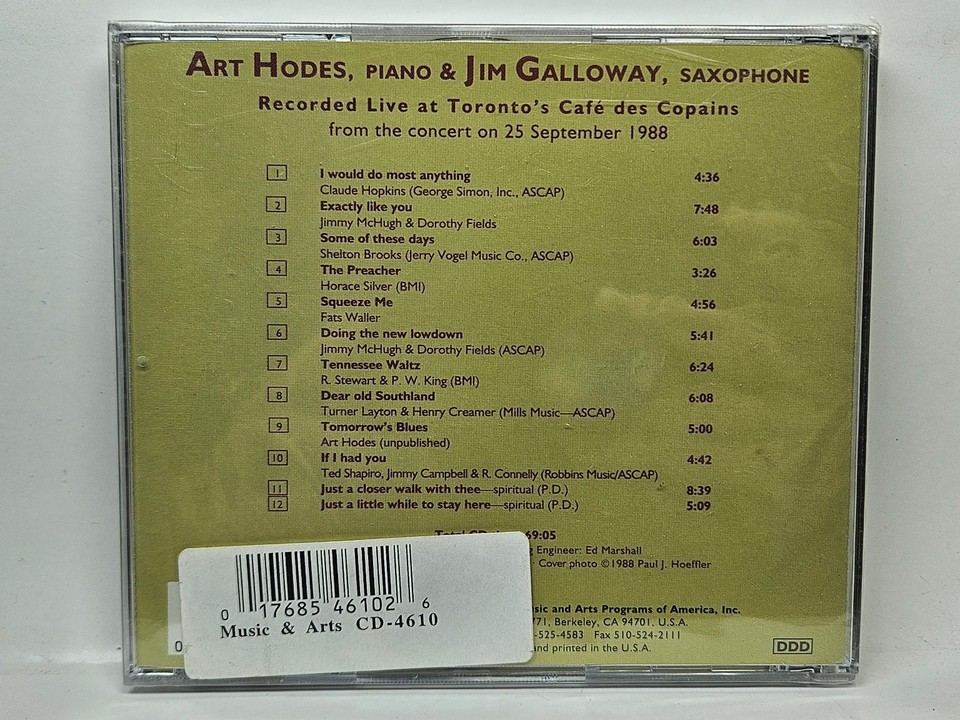 ART HODES, PIANO & JIM GALLOWAY, SAXOPHONE
Recorded Live at Toronto's Café des Copains
from the concert on 25 September 1988
1 I would do most anything 4:36
Claude Hopkins (George Simon, Inc., ASCAP)
2 Exactly like you 7:48
Jimmy McHugh & Dorothy Fields
3 Some of these days 6:03
Shelton Brooks (Jerry Vogel Music Co., ASCAP)
4 The Preacher 3:26
Horace Silver (BMI)
5 Squeeze Me 4:56
Fats Waller
6 Doing the new lowdown 5:41
Jimmy McHugh & Dorothy Fields (ASCAP)
7 Tennessee Waltz 6:24
R. Stewart & P. W. King (BMI)
8 Dear old Southland 6:08
Turner Layton & Henry Creamer (Mills Music—ASCAP)
9 Tomorrow's Blues 5:00
Art Hodes (unpublished)
10 If I had you 4:42
Ted Shapiro, Jimmy Campbell & R. Connelly (Robbins Music/ASCAP)
11 Just a closer walk with thee—spiritual (P.D.) 8:39
12 Just a little while to stay here—spiritual (P.D.) 5:09
69:05
Engineer: Ed Marshall
Cover photo ©1988 Paul J. Hoeffler
and Arts Programs of America, Inc.
771, Berkeley, CA 94701, U.S.A.
-525-4583 Fax 510-524-2111
and printed in the U.S.A.
DDD
0 17685 46102 6
Music & Arts CD-4610